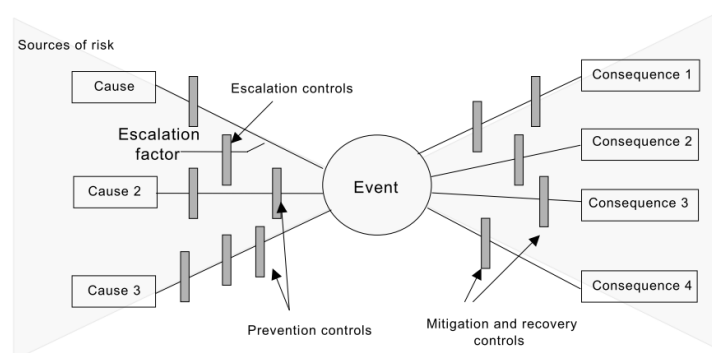 Sources of risk
Cause
Escalation controls
Escalation
factor
Cause 2
Cause 3
Prevention controls
Event
Consequence 1
Consequence 2
Consequence 3
Consequence 4
Mitigation and recovery
controls